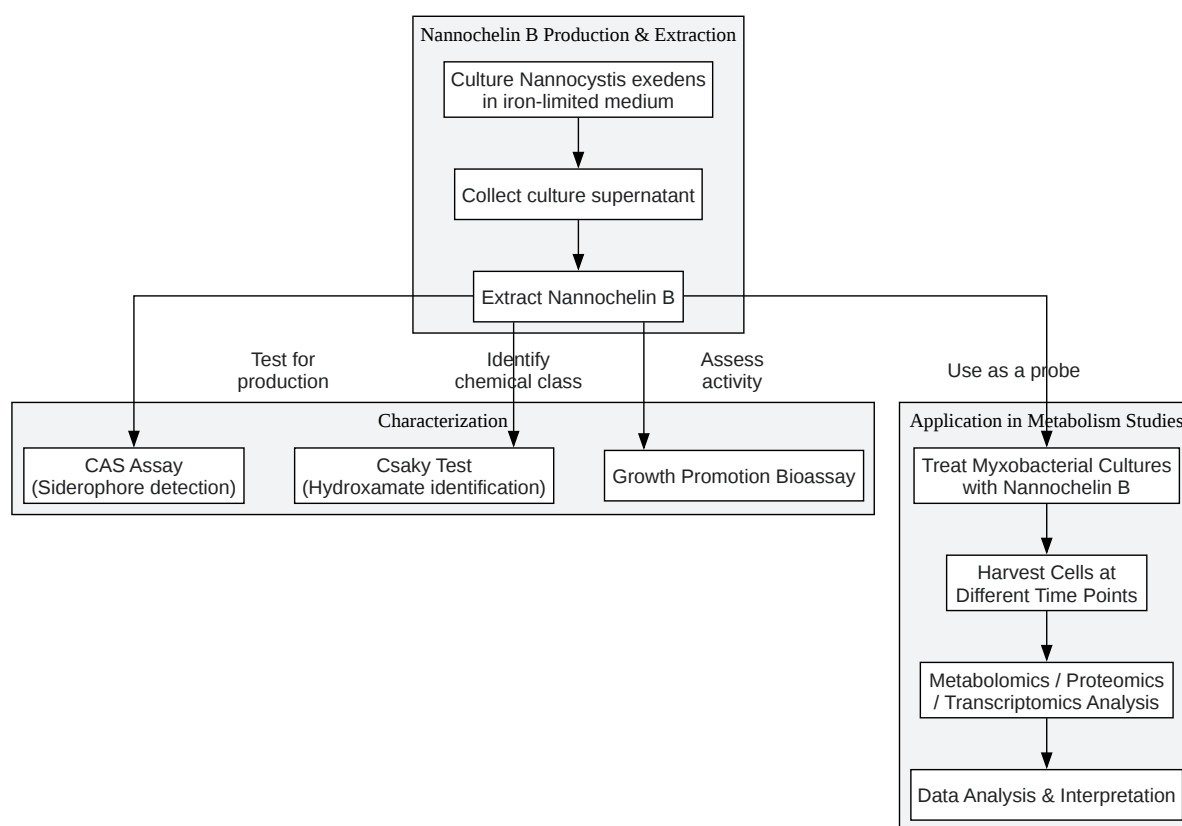 Nannochelin B Production & Extraction
Culture Nannocystis exedens
in iron-limited medium
Collect culture supernatant
Extract Nannochelin B
Test for
production
Identify
chemical class
Assess
activity
Use as a probe
Characterization
CAS Assay
(Siderophore detection)
Csaky Test
(Hydroxamate identification)
Growth Promotion Bioassay
Application in Metabolism Studies
Treat Myxobacterial Cultures
with Nannochelin B
Harvest Cells at
Different Time Points
Metabolomics / Proteomics
/ Transcriptomics Analysis
Data Analysis & Interpretation